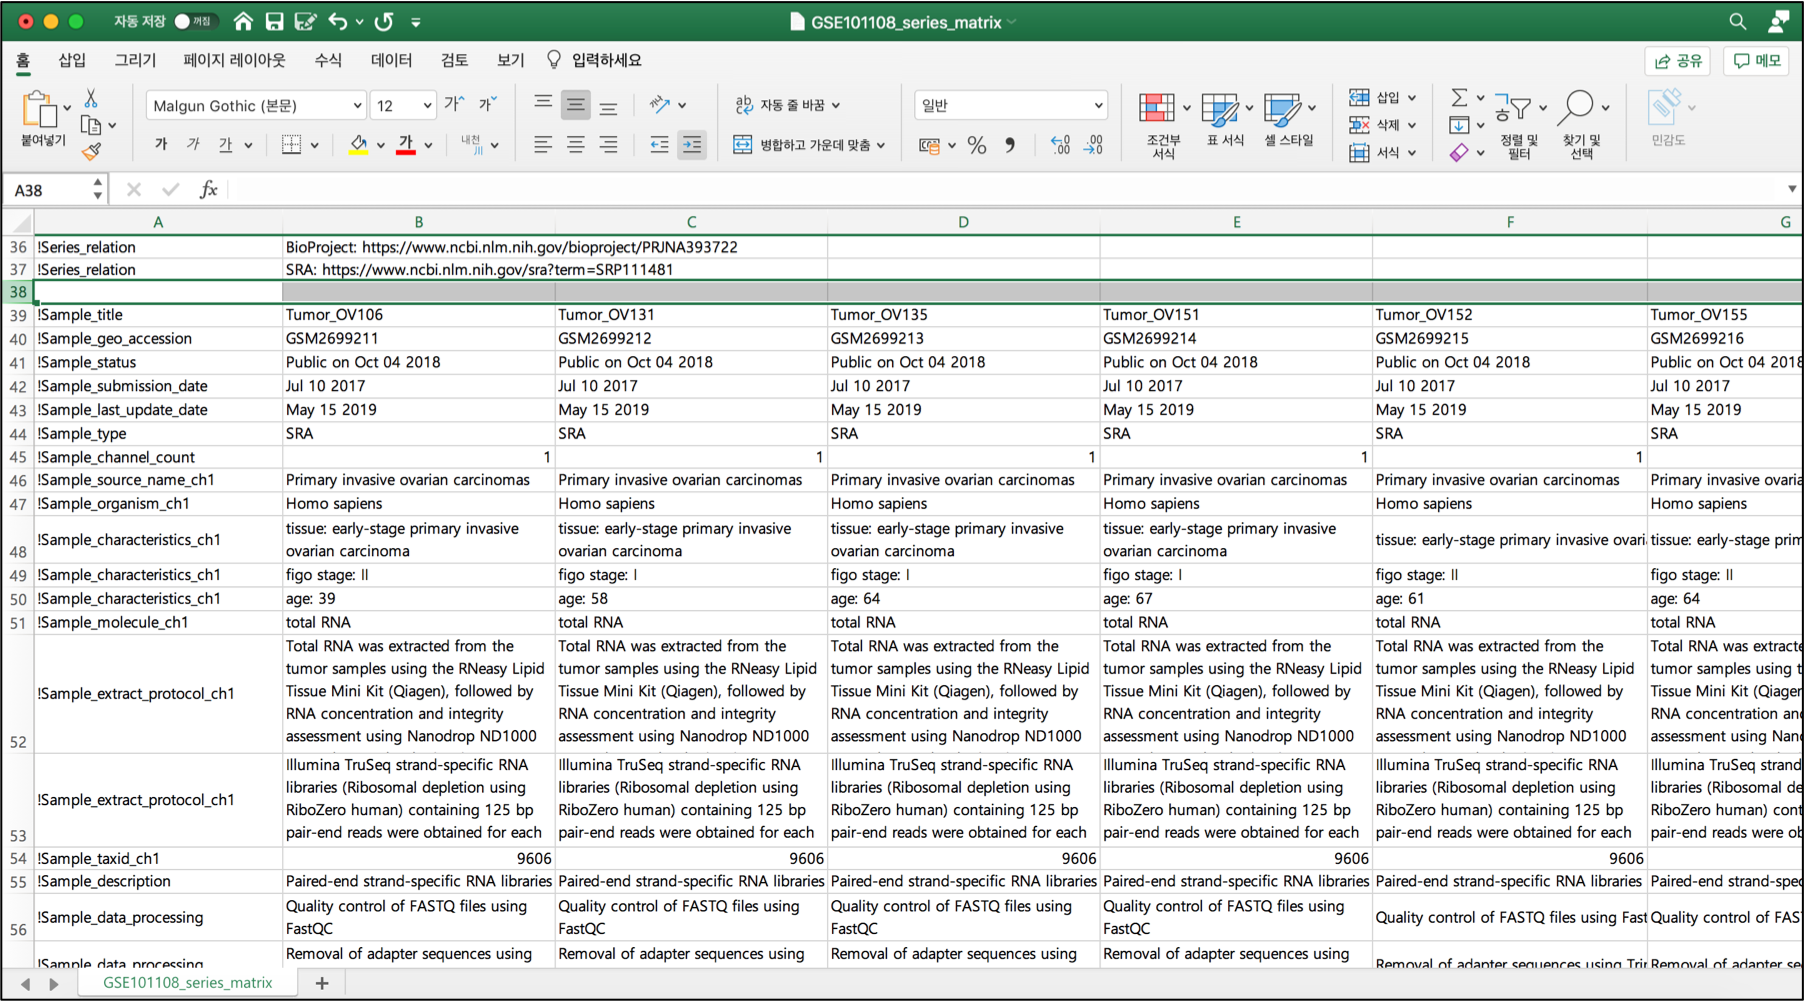 자동 저장 꺼짐 GSE101108_series_matrix
홈 삽입 그리기 페이지 레이아웃 수식 데이터 검토 보기 입력하세요 공유 메모
붙여넣기 Malgun Gothic (본문) 12 가^ 가ˇ 자동 줄 바꿈 일반 조건부 서식 표 서식 셀 스타일 삽입 정렬 및 필터 찾기 및 선택 민감도
가 가 가 가 내천 川 병합하고 가운데 맞춤 % 삭제
서식
A38 fx
A B C D E F G
36 !Series_relation BioProject: https://www.ncbi.nlm.nih.gov/bioproject/PRJNA393722
37 !Series_relation SRA: https://www.ncbi.nlm.nih.gov/sra?term=SRP111481
38
39 !Sample_title Tumor_OV106 Tumor_OV131 Tumor_OV135 Tumor_OV151 Tumor_OV152 Tumor_OV155
40 !Sample_geo_accession GSM2699211 GSM2699212 GSM2699213 GSM2699214 GSM2699215 GSM2699216
41 !Sample_status Public on Oct 04 2018 Public on Oct 04 2018 Public on Oct 04 2018 Public on Oct 04 2018 Public on Oct 04 2018 Public on Oct 04 2018
42 !Sample_submission_date Jul 10 2017 Jul 10 2017 Jul 10 2017 Jul 10 2017 Jul 10 2017 Jul 10 2017
43 !Sample_last_update_date May 15 2019 May 15 2019 May 15 2019 May 15 2019 May 15 2019 May 15 2019
44 !Sample_type SRA SRA SRA SRA SRA SRA
45 !Sample_channel_count 1 1 1 1 1
46 !Sample_source_name_ch1 Primary invasive ovarian carcinomas Primary invasive ovarian carcinomas Primary invasive ovarian carcinomas Primary invasive ovarian carcinomas Primary invasive ovarian carcinomas Primary invasive ovaria
47 !Sample_organism_ch1 Homo sapiens Homo sapiens Homo sapiens Homo sapiens Homo sapiens Homo sapiens
48 !Sample_characteristics_ch1 tissue: early-stage primary invasive ovarian carcinoma tissue: early-stage primary invasive ovarian carcinoma tissue: early-stage primary invasive ovarian carcinoma tissue: early-stage primary invasive ovarian carcinoma tissue: early-stage primary invasive ovari tissue: early-stage prim
49 !Sample_characteristics_ch1 figo stage: II figo stage: I figo stage: I figo stage: I figo stage: II figo stage: II
50 !Sample_characteristics_ch1 age: 39 age: 58 age: 64 age: 67 age: 61 age: 64
51 !Sample_molecule_ch1 total RNA total RNA total RNA total RNA total RNA total RNA
52 !Sample_extract_protocol_ch1
Total RNA was extracted from the Total RNA was extracted from the Total RNA was extracted from the Total RNA was extracted from the Total RNA was extracted from the Total RNA was extracte
tumor samples using the RNeasy Lipid tumor samples using the RNeasy Lipid tumor samples using the RNeasy Lipid tumor samples using the RNeasy Lipid tumor samples using the RNeasy Lipid tumor samples using t
Tissue Mini Kit (Qiagen), followed by Tissue Mini Kit (Qiagen), followed by Tissue Mini Kit (Qiagen), followed by Tissue Mini Kit (Qiagen), followed by Tissue Mini Kit (Qiagen), followed by Tissue Mini Kit (Qiagen
RNA concentration and integrity RNA concentration and integrity RNA concentration and integrity RNA concentration and integrity RNA concentration and integrity RNA concentration an
assessment using Nanodrop ND1000 assessment using Nanodrop ND1000 assessment using Nanodrop ND1000 assessment using Nanodrop ND1000 assessment using Nanodrop ND1000 assessment using Nan
53 !Sample_extract_protocol_ch1
Illumina TruSeq strand-specific RNA Illumina TruSeq strand-specific RNA Illumina TruSeq strand-specific RNA Illumina TruSeq strand-specific RNA Illumina TruSeq strand-specific RNA Illumina TruSeq strand
libraries (Ribosomal depletion using libraries (Ribosomal depletion using libraries (Ribosomal depletion using libraries (Ribosomal depletion using libraries (Ribosomal depletion using libraries (Ribosomal de
RiboZero human) containing 125 bp RiboZero human) containing 125 bp RiboZero human) containing 125 bp RiboZero human) containing 125 bp RiboZero human) containing 125 bp RiboZero human) cont
pair-end reads were obtained for each pair-end reads were obtained for each pair-end reads were obtained for each pair-end reads were obtained for each pair-end reads were obtained for each pair-end reads were ob
54 !Sample_taxid_ch1 9606 9606 9606 9606 9606
55 !Sample_description Paired-end strand-specific RNA libraries Paired-end strand-specific RNA libraries Paired-end strand-specific RNA libraries Paired-end strand-specific RNA libraries Paired-end strand-specific RNA libraries Paired-end strand-spec
56 !Sample_data_processing Quality control of FASTQ files using FastQC Quality control of FASTQ files using FastQC Quality control of FASTQ files using FastQC Quality control of FASTQ files using FastQC Quality control of FASTQ files using Fast Quality control of FAS
!Sample_data_processing Removal of adapter sequences using Removal of adapter sequences using Removal of adapter sequences using Removal of adapter sequences using Removal of adapter sequences using Trin Removal of adapter se
GSE101108_series_matrix